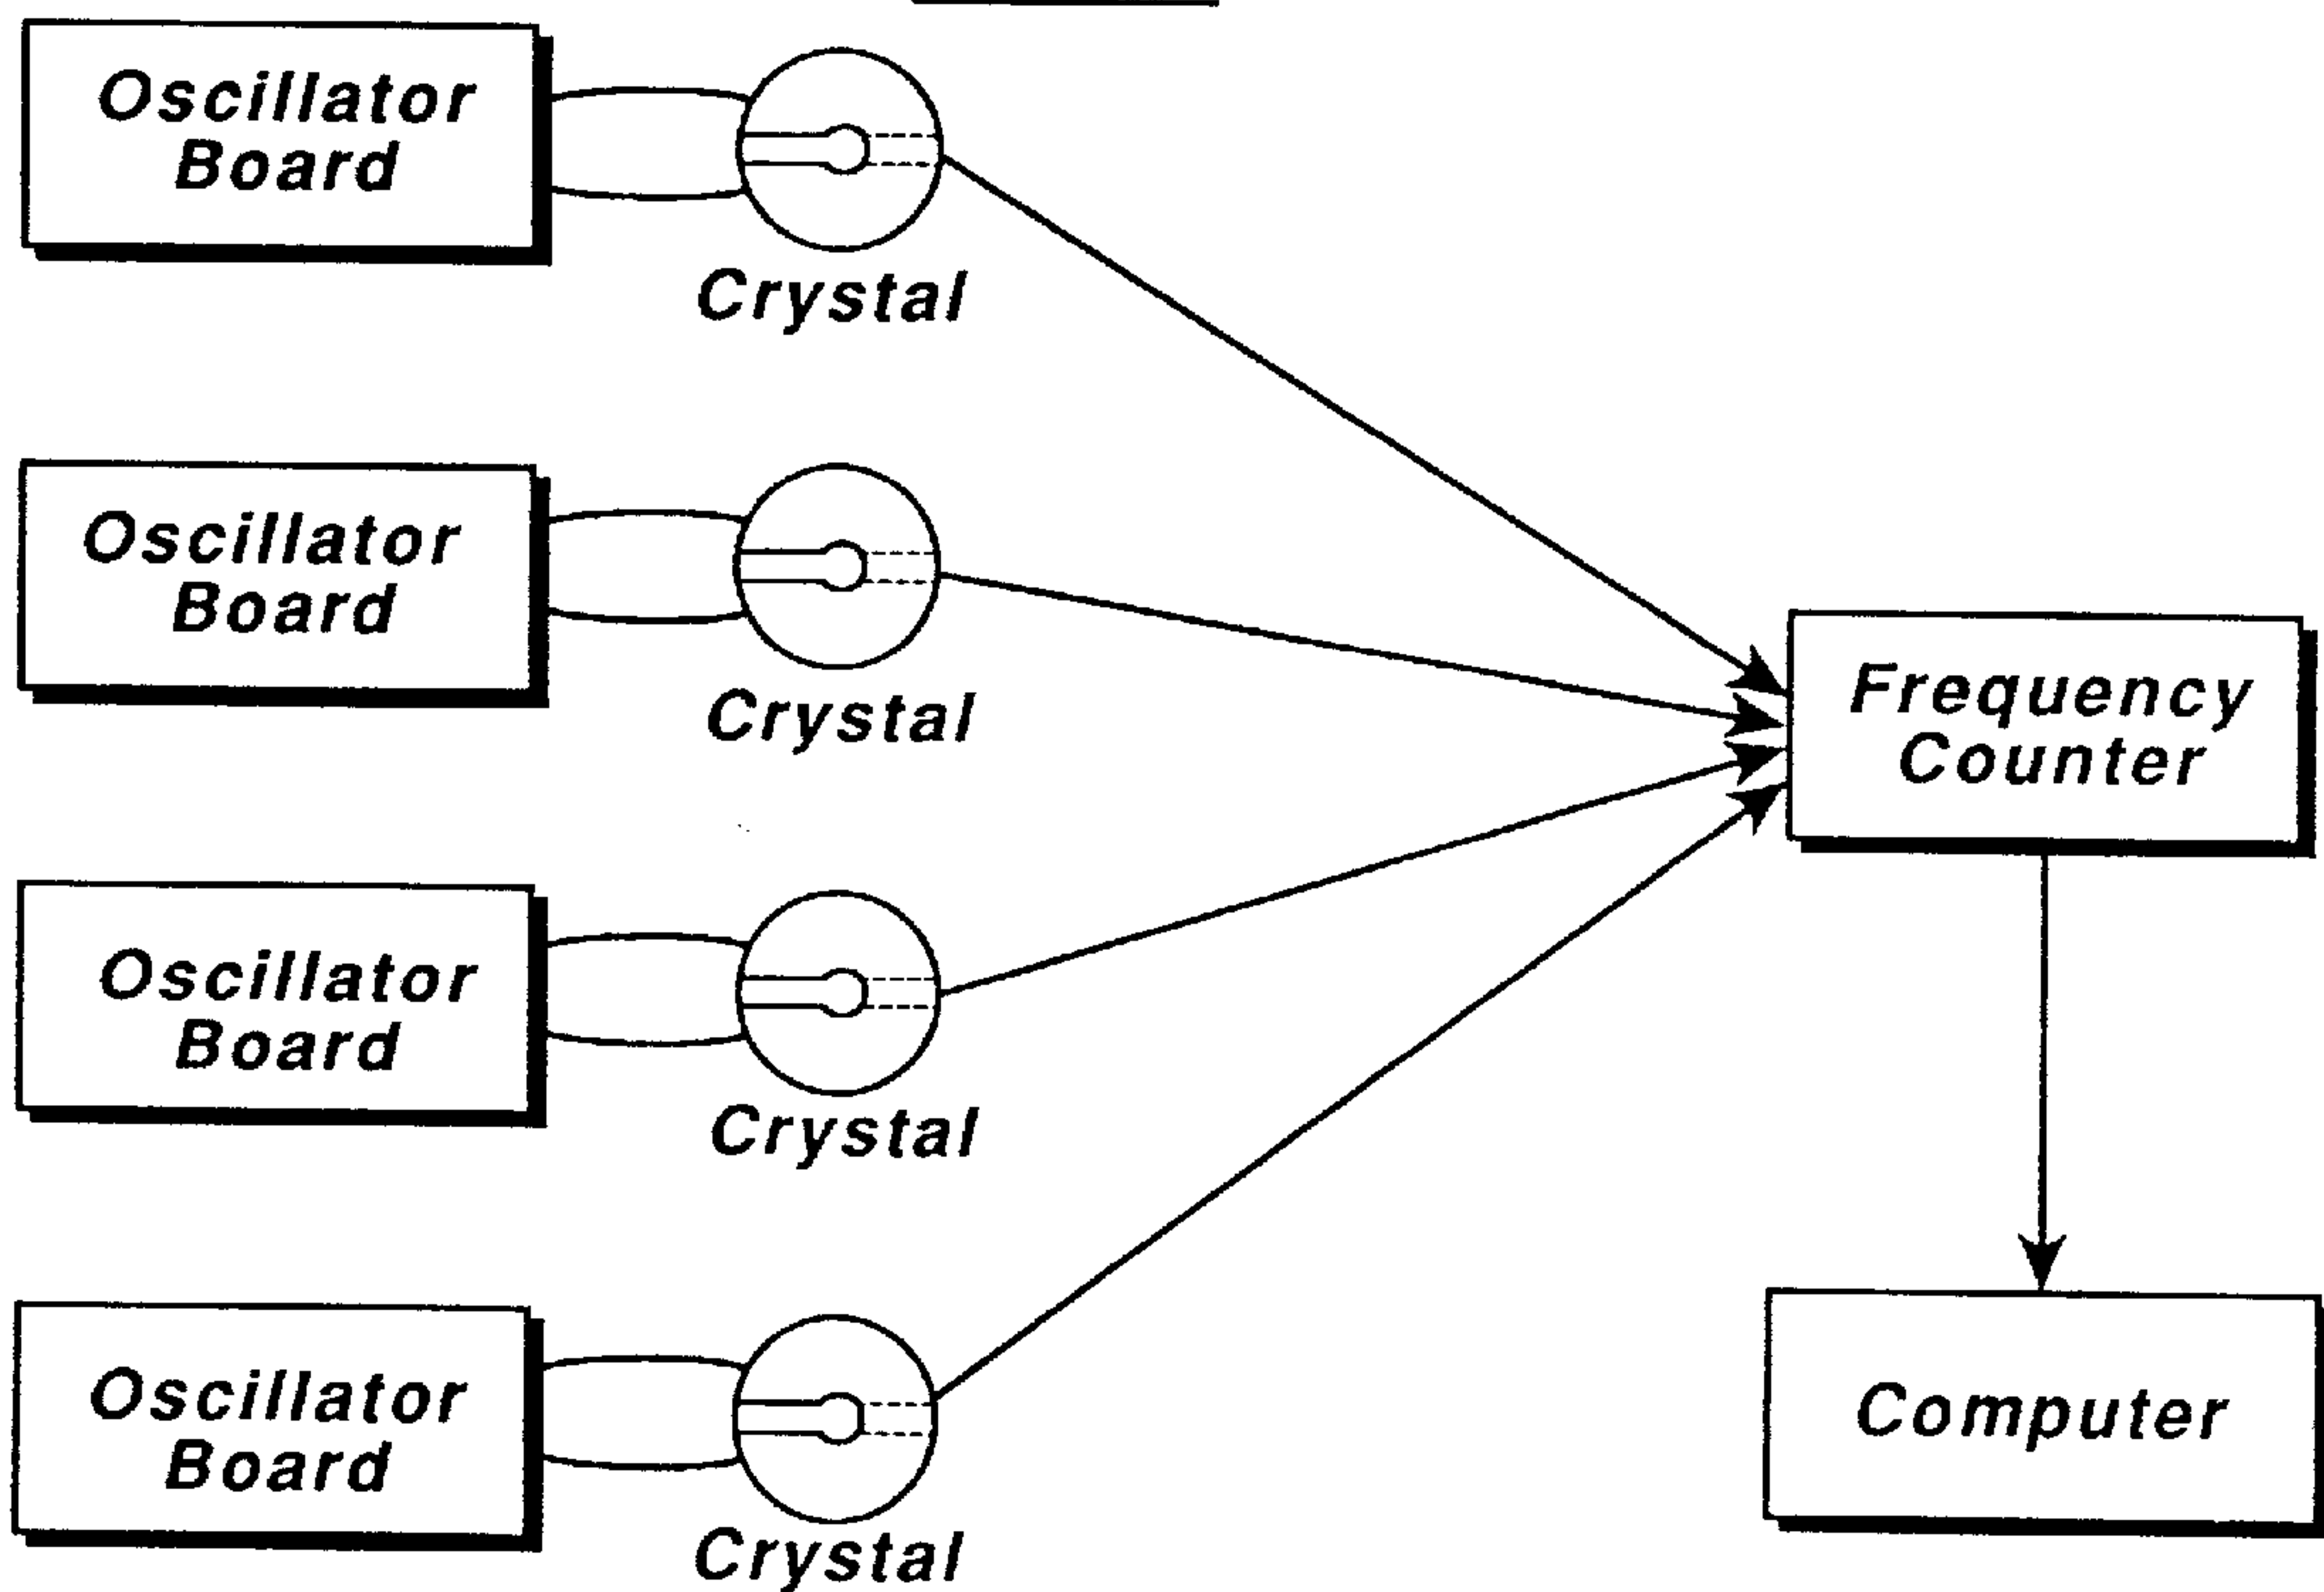 Oscillator
Board
Crystal
Oscillator
Board
Crystal
Frequency
Counter
Oscillator
Board
Crystal
Oscillator
Board
Crystal
Computer